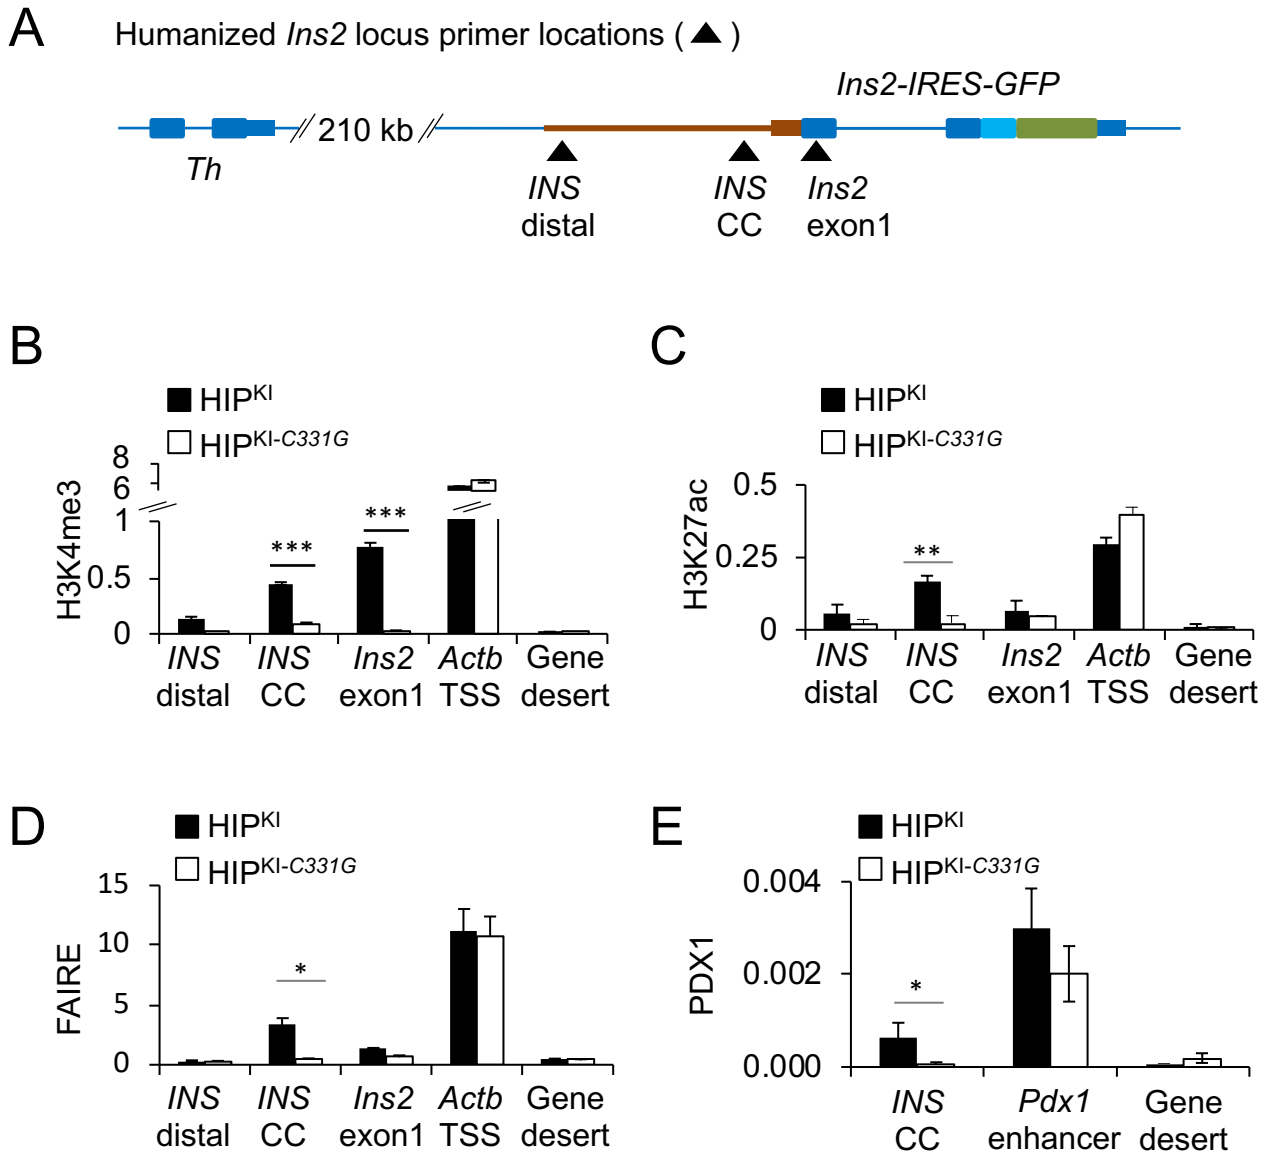 A
Humanized Ins2 locus primer locations ( ▲ )
Ins2-IRES-GFP
210 kb
Th
INS INS Ins2
distal CC exon1
B
HIPKI
HIPKI-C331G
H3K4me3
8
6
1
0.5
0
***
***
INS INS Ins2 Actb Gene
distal CC exon1 TSS desert
C
HIPKI
HIPKI-C331G
H3K27ac
0.5
0.25
0
**
INS INS Ins2 Actb Gene
distal CC exon1 TSS desert
D
HIPKI
HIPKI-C331G
FAIRE
15
10
5
0
*
INS INS Ins2 Actb Gene
distal CC exon1 TSS desert
E
HIPKI
HIPKI-C331G
PDX1
0.004
0.002
0.000
*
INS Pdx1 Gene
CC enhancer desert